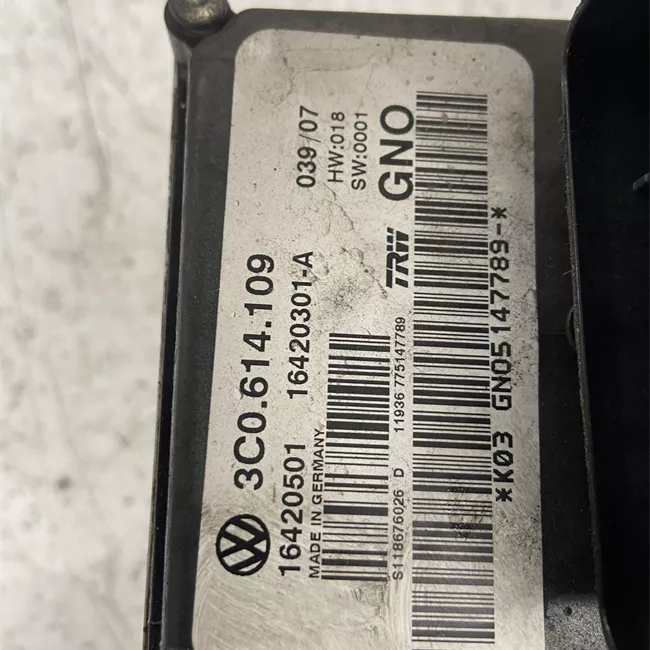 3C0.614.109
039/07
16420501
16420301-A
HW:018
MADE IN GERMANY
SW:0001
TRW
GNO
S118676026 D
11936 775147789
*K03 GNO5147789-*